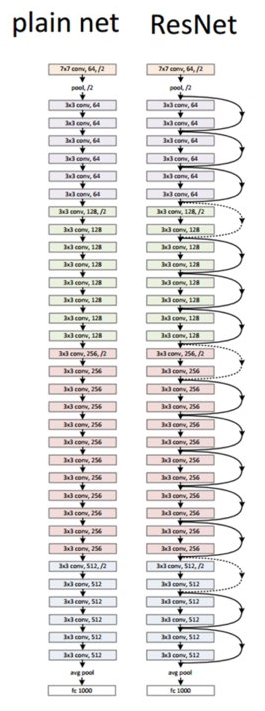 plain net
7x7 conv, 64, /2
pool, /2
3x3 conv, 64
3x3 conv, 64
3x3 conv, 64
3x3 conv, 64
3x3 conv, 64
3x3 conv, 64
3x3 conv, 128, /2
3x3 conv, 128
3x3 conv, 128
3x3 conv, 128
3x3 conv, 128
3x3 conv, 128
3x3 conv, 128
3x3 conv, 128
3x3 conv, 256, /2
3x3 conv, 256
3x3 conv, 256
3x3 conv, 256
3x3 conv, 256
3x3 conv, 256
3x3 conv, 256
3x3 conv, 256
3x3 conv, 256
3x3 conv, 256
3x3 conv, 256
3x3 conv, 256
3x3 conv, 512, /2
3x3 conv, 512
3x3 conv, 512
3x3 conv, 512
3x3 conv, 512
3x3 conv, 512
avg pool
fc 1000
ResNet
7x7 conv, 64, /2
pool, /2
3x3 conv, 64
3x3 conv, 64
3x3 conv, 64
3x3 conv, 64
3x3 conv, 64
3x3 conv, 64
3x3 conv, 128, /2
3x3 conv, 128
3x3 conv, 128
3x3 conv, 128
3x3 conv, 128
3x3 conv, 128
3x3 conv, 128
3x3 conv, 128
3x3 conv, 256, /2
3x3 conv, 256
3x3 conv, 256
3x3 conv, 256
3x3 conv, 256
3x3 conv, 256
3x3 conv, 256
3x3 conv, 256
3x3 conv, 256
3x3 conv, 256
3x3 conv, 256
3x3 conv, 256
3x3 conv, 512, /2
3x3 conv, 512
3x3 conv, 512
3x3 conv, 512
3x3 conv, 512
3x3 conv, 512
avg pool
fc 1000